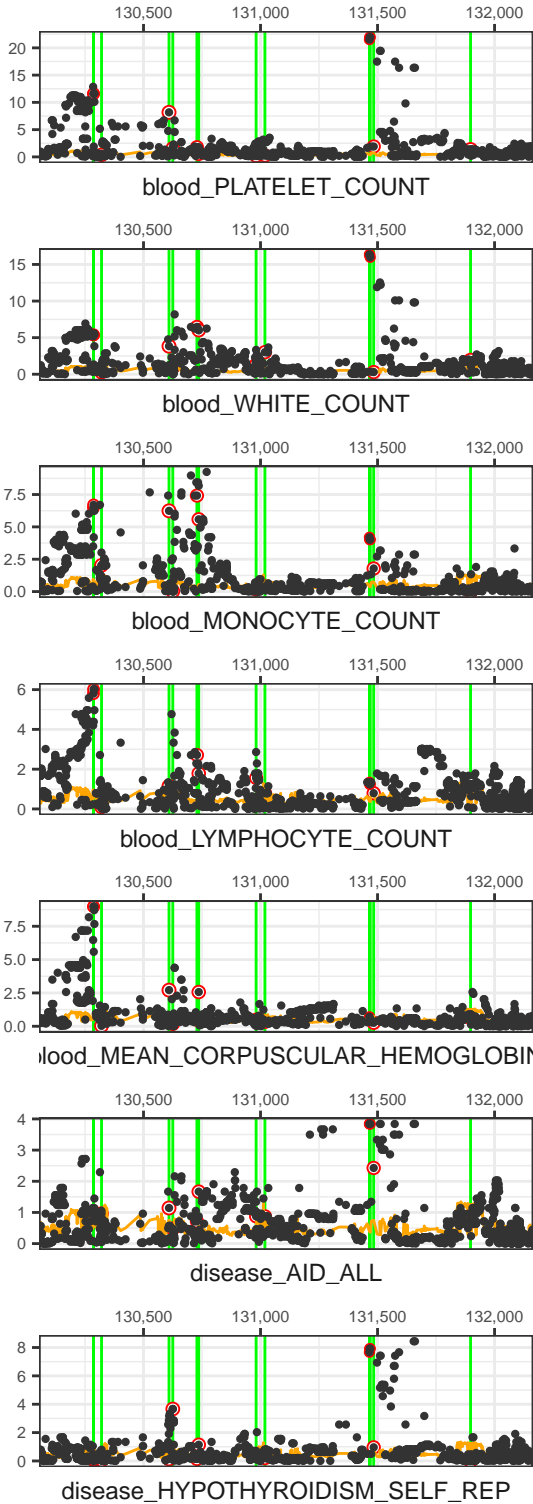 130,500 131,000 131,500 132,000
20
15
10
5
0
blood_PLATELET_COUNT
130,500 131,000 131,500 132,000
15
10
5
0
blood_WHITE_COUNT
130,500 131,000 131,500 132,000
7.5
5.0
2.5
0.0
blood_MONOCYTE_COUNT
130,500 131,000 131,500 132,000
6
4
2
0
blood_LYMPHOCYTE_COUNT
130,500 131,000 131,500 132,000
7.5
5.0
2.5
0.0
blood_MEAN_CORPUSCULAR_HEMOGLOBIN
130,500 131,000 131,500 132,000
4
3
2
1
0
disease_AID_ALL
130,500 131,000 131,500 132,000
8
6
4
2
0
disease_HYPOTHYROIDISM_SELF_REP